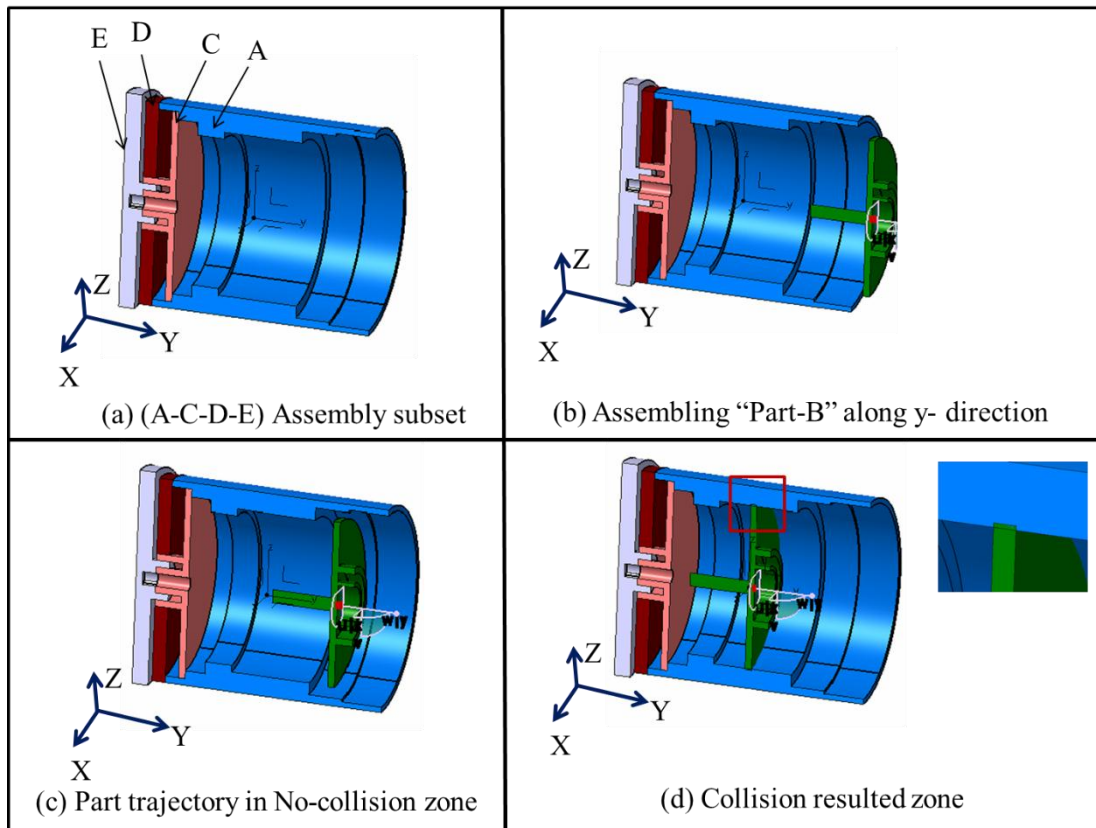 E
D
C
A
z
y
Z
Y
X
(a) (A-C-D-E) Assembly subset
z
Z
Y
X
(b) Assembling “Part-B” along y- direction
z
w|y
v
Z
Y
X
(c) Part trajectory in No-collision zone
w|y
v
Z
Y
X
(d) Collision resulted zone